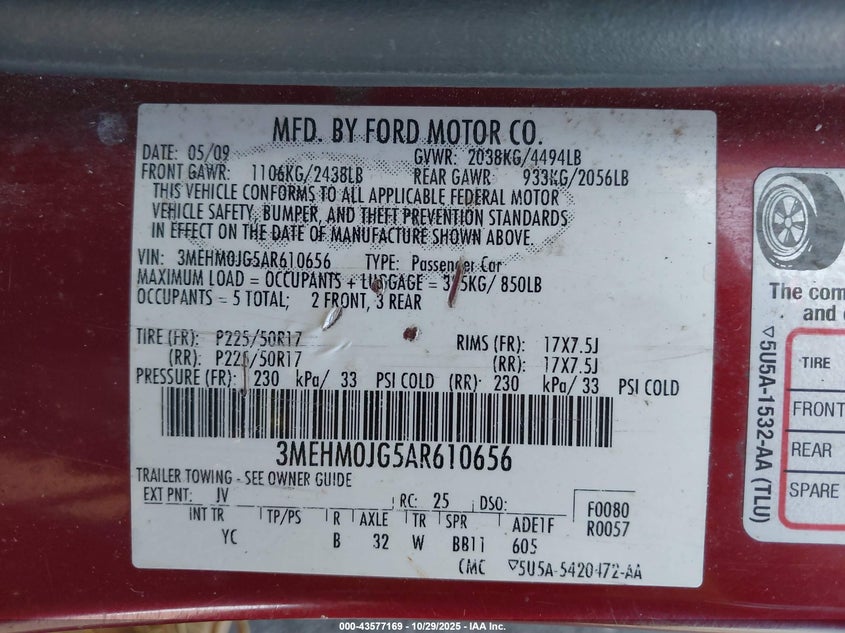 MFD. BY FORD MOTOR CO.
DATE: 05/09 GVWR: 2038KG/4494LB
FRONT GAWR: 1106KG/2438LB REAR GAWR: 933KG/2056LB
THIS VEHICLE CONFORMS TO ALL APPLICABLE FEDERAL MOTOR
VEHICLE SAFETY, BUMPER, AND THEFT PREVENTION STANDARDS
IN EFFECT ON THE DATE OF MANUFACTURE SHOWN ABOVE.
VIN: 3MEHM0JG5AR610656 TYPE: Passenger Car
MAXIMUM LOAD = OCCUPANTS + LUGGAGE = 385KG/ 850LB
OCCUPANTS = 5 TOTAL; 2 FRONT, 3 REAR
TIRE (FR): P225/50R17 RIMS (FR): 17X7.5J
(RR): P225/50R17 (RR): 17X7.5J
PRESSURE (FR): 230 kPa/ 33 PSI COLD (RR): 230 kPa/ 33 PSI COLD
3MEHM0JG5AR610656
TRAILER TOWING - SEE OWNER GUIDE
EXT PNT: JV RC: 25 DSO: F0080
INT TR TP/PS R AXLE TR SPR ADE1F R0057
YC B 32 W BB11 605
CMC ▽5U5A-5420472-AA
The com
and c
▽5U5A-1532-AA (TLU)
TIRE
FRONT
REAR
SPARE
000-43577169 - 10/29/2025 - IAA Inc.